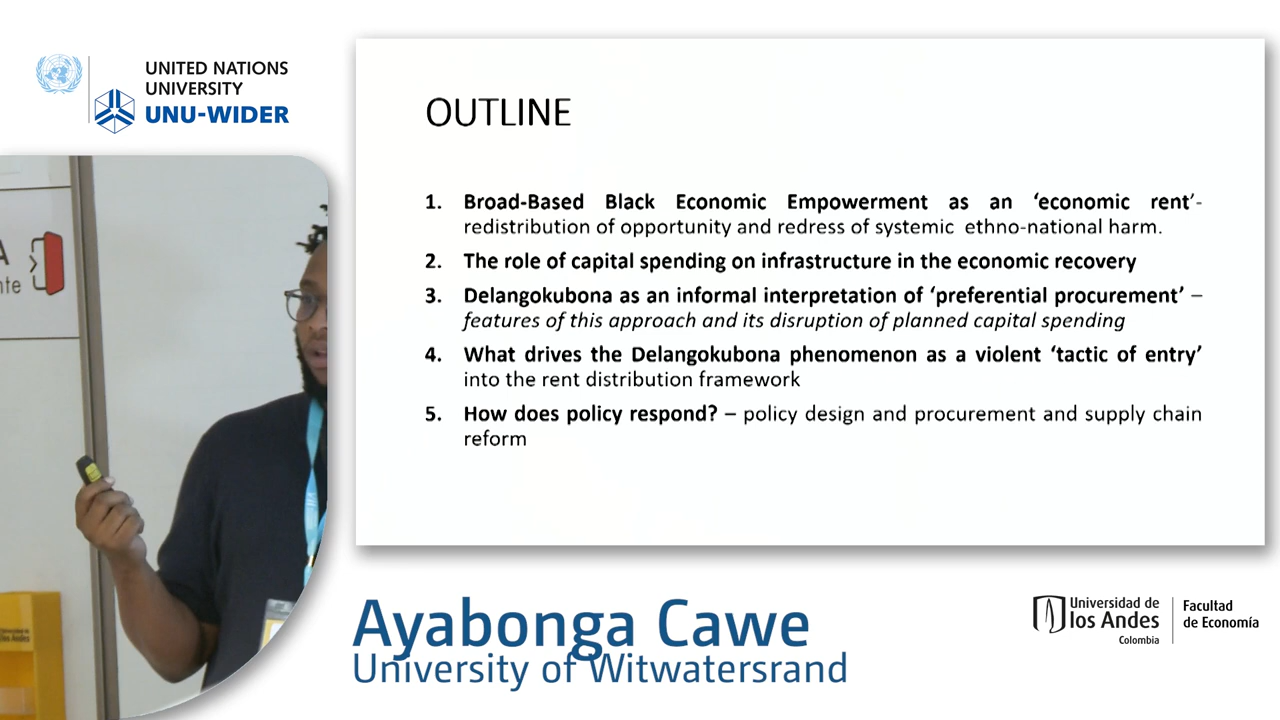 UNITED NATIONS
UNIVERSITY
UNU-WIDER
OUTLINE
1. Broad-Based Black Economic Empowerment as an ‘economic rent’-
redistribution of opportunity and redress of systemic ethno-national harm.
2. The role of capital spending on infrastructure in the economic recovery
3. Delangokubona as an informal interpretation of ‘preferential procurement’ –
features of this approach and its disruption of planned capital spending
4. What drives the Delangokubona phenomenon as a violent ‘tactic of entry’
into the rent distribution framework
5. How does policy respond? – policy design and procurement and supply chain
reform
A
nte
los Andes
Ayabonga Cawe
University of Witwatersrand
Universidad de
los Andes
Colombia
Facultad
de Economía